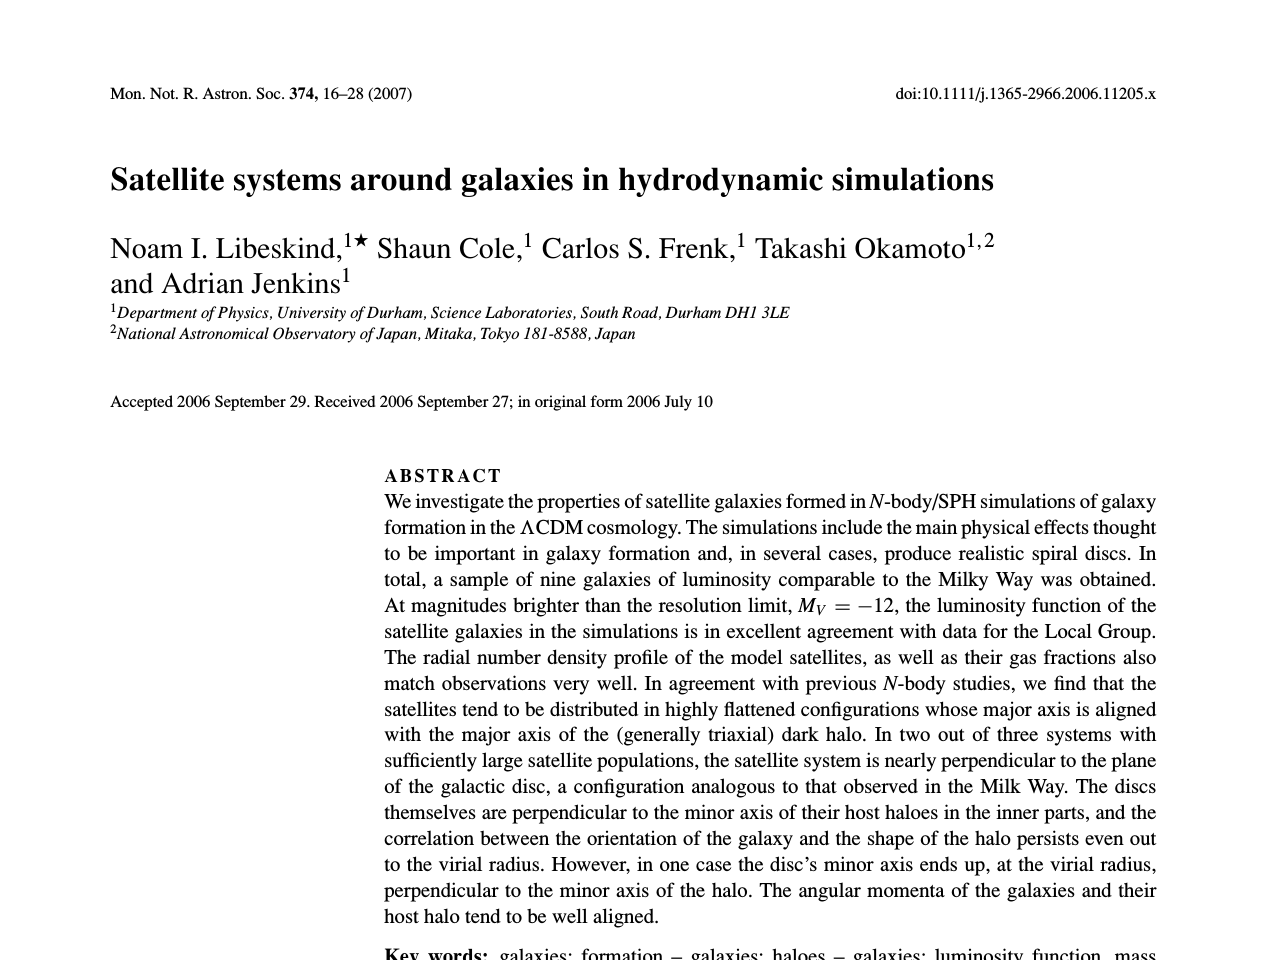 Mon. Not. R. Astron. Soc. 374, 16–28 (2007)
doi:10.1111/j.1365-2966.2006.11205.x
Satellite systems around galaxies in hydrodynamic simulations
Noam I. Libeskind,1★ Shaun Cole,1 Carlos S. Frenk,1 Takashi Okamoto1,2
and Adrian Jenkins1
1Department of Physics, University of Durham, Science Laboratories, South Road, Durham DH1 3LE
2National Astronomical Observatory of Japan, Mitaka, Tokyo 181-8588, Japan
Accepted 2006 September 29. Received 2006 September 27; in original form 2006 July 10
ABSTRACT
We investigate the properties of satellite galaxies formed in N-body/SPH simulations of galaxy
formation in the ΛCDM cosmology. The simulations include the main physical effects thought
to be important in galaxy formation and, in several cases, produce realistic spiral discs. In
total, a sample of nine galaxies of luminosity comparable to the Milky Way was obtained.
At magnitudes brighter than the resolution limit, MV = −12, the luminosity function of the
satellite galaxies in the simulations is in excellent agreement with data for the Local Group.
The radial number density profile of the model satellites, as well as their gas fractions also
match observations very well. In agreement with previous N-body studies, we find that the
satellites tend to be distributed in highly flattened configurations whose major axis is aligned
with the major axis of the (generally triaxial) dark halo. In two out of three systems with
sufficiently large satellite populations, the satellite system is nearly perpendicular to the plane
of the galactic disc, a configuration analogous to that observed in the Milk Way. The discs
themselves are perpendicular to the minor axis of their host haloes in the inner parts, and the
correlation between the orientation of the galaxy and the shape of the halo persists even out
to the virial radius. However, in one case the disc's minor axis ends up, at the virial radius,
perpendicular to the minor axis of the halo. The angular momenta of the galaxies and their
host halo tend to be well aligned.
Key words: galaxies: formation – galaxies: haloes – galaxies: luminosity function, mass